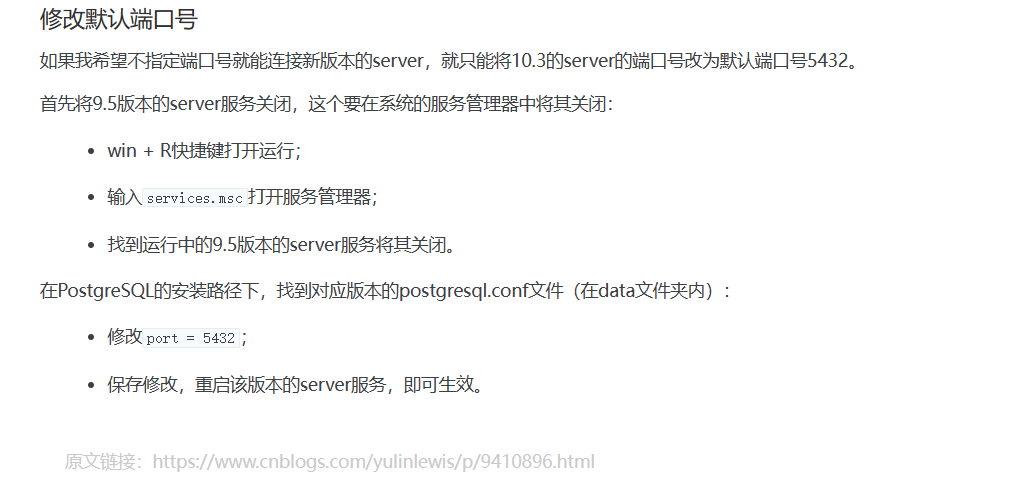 修改默认端口号
如果我希望不指定端口号就能连接新版本的server，就只能将10.3的server的端口号改为默认端口号5432。
首先将9.5版本的server服务关闭，这个要在系统的服务管理器中将其关闭：
• win + R快捷键打开运行；
• 输入services.msc打开服务管理器；
• 找到运行中的9.5版本的server服务将其关闭。
在PostgreSQL的安装路径下，找到对应版本的postgresql.conf文件（在data文件夹内）：
• 修改port = 5432；
• 保存修改，重启该版本的server服务，即可生效。
原文链接：https://www.cnblogs.com/yulinlewis/p/9410896.html